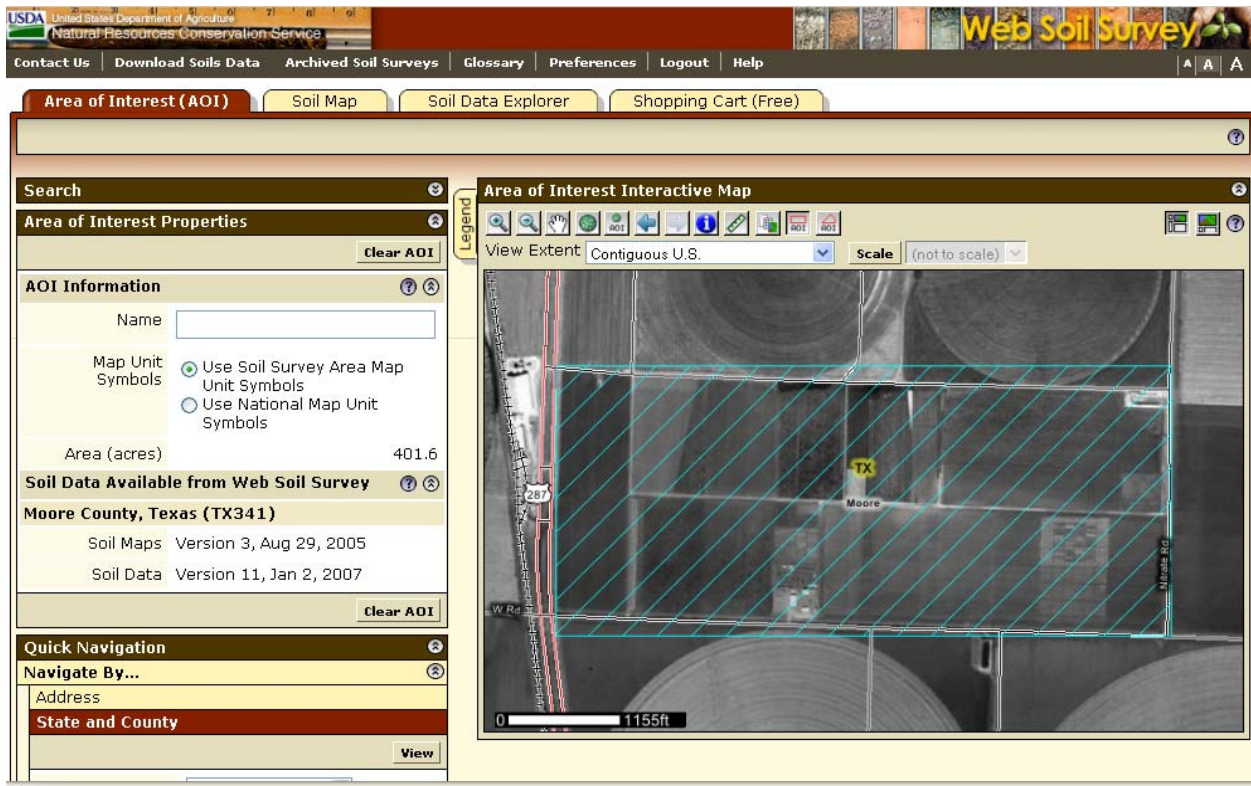 USDA United States Department of Agriculture
Natural Resources Conservation Service
Web Soil Survey
Contact Us | Download Soils Data Archived Soil Surveys | Glossary | Preferences | Logout | Help
A A A
Area of Interest (AOI) Soil Map Soil Data Explorer Shopping Cart (Free)
Search
Area of Interest Properties
Clear AOI
AOI Information
Name
Map Unit Symbols
Use Soil Survey Area Map
Unit Symbols
Use National Map Unit
Symbols
Area (acres) 401.6
Soil Data Available from Web Soil Survey
Moore County, Texas (TX341)
Soil Maps Version 3, Aug 29, 2005
Soil Data Version 11, Jan 2, 2007
Clear AOI
Quick Navigation
Navigate By...
Address
State and County
View
Legend
Area of Interest Interactive Map
AOI AOI AOI
View Extent Contiguous U.S. Scale (not to scale)
TX
287
Moore
Nitrate Rd
W Rd
0 1155ft